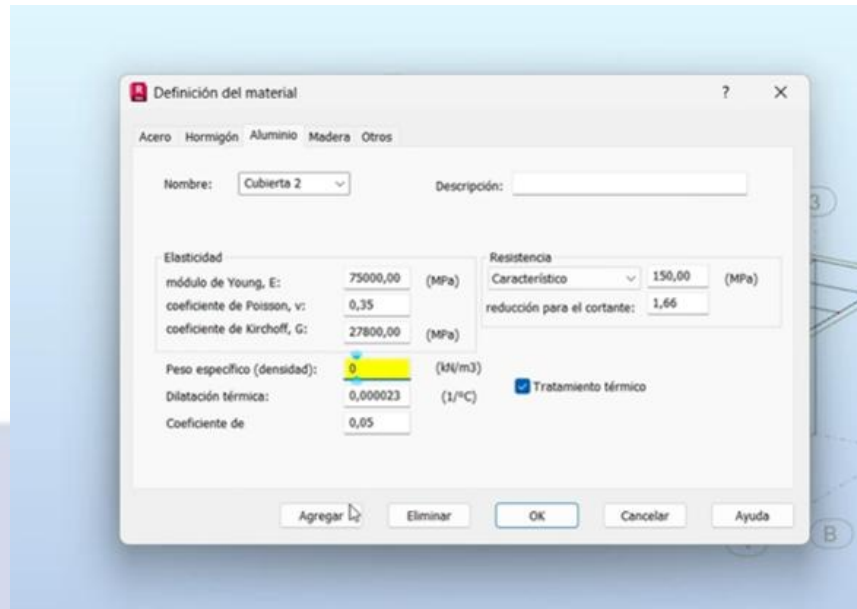 Definición del material
? ✕
Acero Hormigón Aluminio Madera Otros
Nombre: Cubierta 2 Descripción:
Elasticidad Resistencia
módulo de Young, E: 75000,00 (MPa) Característico 150,00 (MPa)
coeficiente de Poisson, v: 0,35 reducción para el cortante: 1,66
coeficiente de Kirchoff, G: 27800,00 (MPa)
Peso específico (densidad): 0 (kN/m3)
Tratamiento térmico
Dilatación térmica: 0,000023 (1/°C)
Coeficiente de 0,05
Agregar Eliminar OK Cancelar Ayuda
3
B